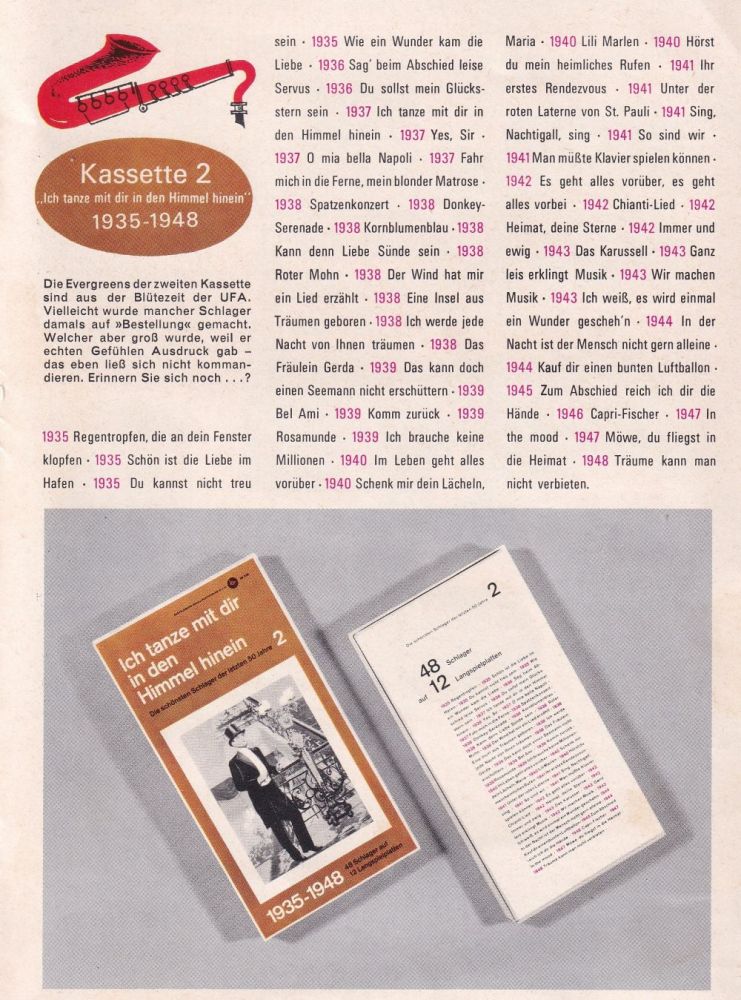 Kassette 2
„Ich tanze mit dir in den Himmel hinein"
1935-1948
Die Evergreens der zweiten Kassette
sind aus der Blütezeit der UFA.
Vielleicht wurde mancher Schlager
damals auf »Bestellung« gemacht.
Welcher aber groß wurde, weil er
echten Gefühlen Ausdruck gab –
das eben ließ sich nicht komman-
dieren. Erinnern Sie sich noch . . .?
1935 Regentropfen, die an dein Fenster
klopfen · 1935 Schön ist die Liebe im
Hafen · 1935 Du kannst nicht treu
sein · 1935 Wie ein Wunder kam die
Liebe · 1936 Sag' beim Abschied leise
Servus · 1936 Du sollst mein Glücks-
stern sein · 1937 Ich tanze mit dir in
den Himmel hinein · 1937 Yes, Sir ·
1937 O mia bella Napoli · 1937 Fahr
mich in die Ferne, mein blonder Matrose ·
1938 Spatzenkonzert · 1938 Donkey-
Serenade · 1938 Kornblumenblau · 1938
Kann denn Liebe Sünde sein · 1938
Roter Mohn · 1938 Der Wind hat mir
ein Lied erzählt · 1938 Eine Insel aus
Träumen geboren · 1938 Ich werde jede
Nacht von Ihnen träumen · 1938 Das
Fräulein Gerda · 1939 Das kann doch
einen Seemann nicht erschüttern · 1939
Bel Ami · 1939 Komm zurück · 1939
Rosamunde · 1939 Ich brauche keine
Millionen · 1940 Im Leben geht alles
vorüber · 1940 Schenk mir dein Lächeln,
Maria · 1940 Lili Marlen · 1940 Hörst
du mein heimliches Rufen · 1941 Ihr
erstes Rendezvous · 1941 Unter der
roten Laterne von St. Pauli · 1941 Sing,
Nachtigall, sing · 1941 So sind wir ·
1941 Man müßte Klavier spielen können ·
1942 Es geht alles vorüber, es geht
alles vorbei · 1942 Chianti-Lied · 1942
Heimat, deine Sterne · 1942 Immer und
ewig · 1943 Das Karussell · 1943 Ganz
leis erklingt Musik · 1943 Wir machen
Musik · 1943 Ich weiß, es wird einmal
ein Wunder gescheh'n · 1944 In der
Nacht ist der Mensch nicht gern alleine ·
1944 Kauf dir einen bunten Luftballon ·
1945 Zum Abschied reich ich dir die
Hände · 1946 Capri-Fischer · 1947 In
the mood · 1947 Möwe, du fliegst in
die Heimat · 1948 Träume kann man
nicht verbieten.
Ich tanze mit dir
in den
Himmel hinein
Die schönsten Schlager der letzten 50 Jahre 2
1935-1948
48 Schlager auf
12 Langspielplatten
Die schönsten Schlager der letzten 50 Jahre 2
48 Schlager
auf 12 Langspielplatten